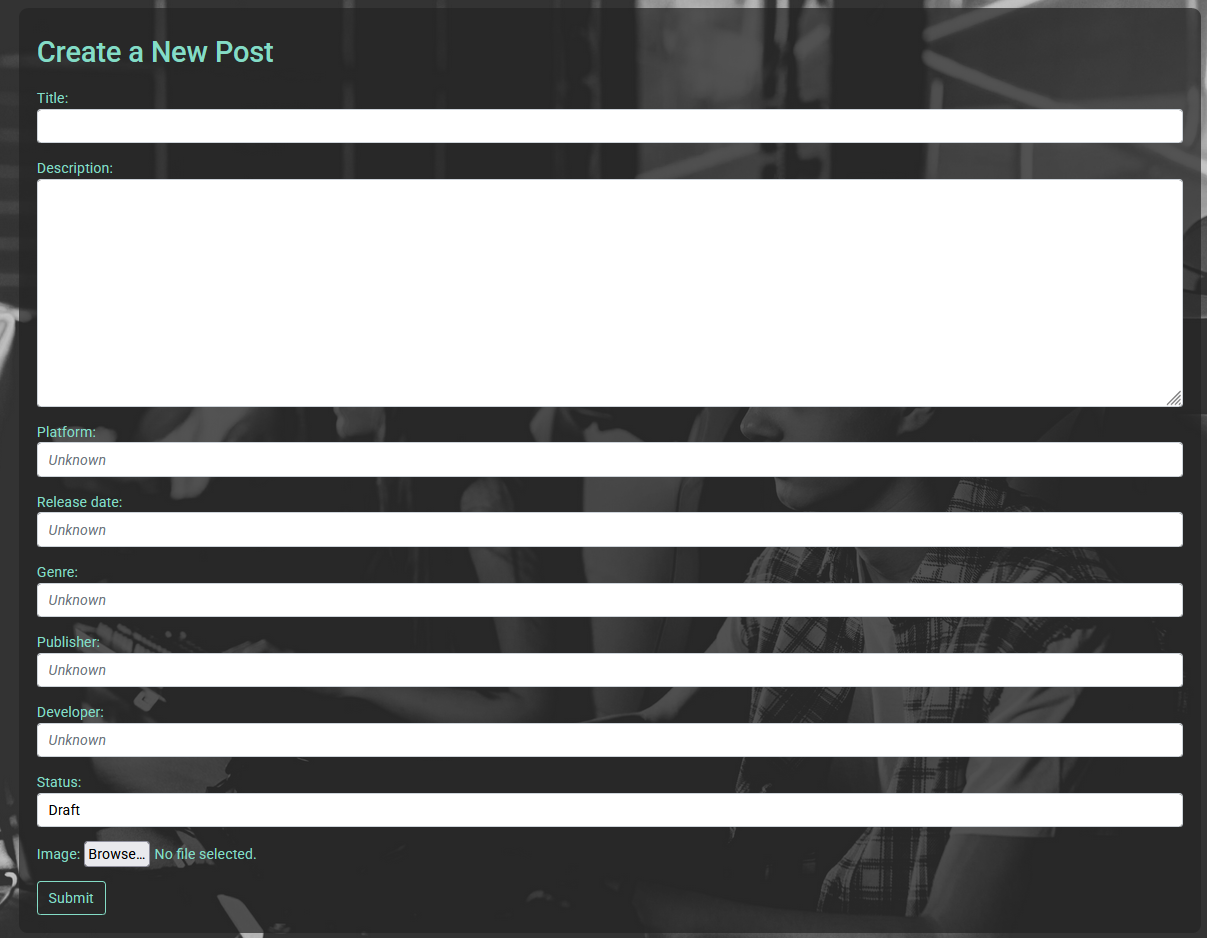 Create a New Post
Title:
Description:
Platform:
Unknown
Release date:
Unknown
Genre:
Unknown
Publisher:
Unknown
Developer:
Unknown
Status:
Draft
Image: Browse… No file selected.
Submit